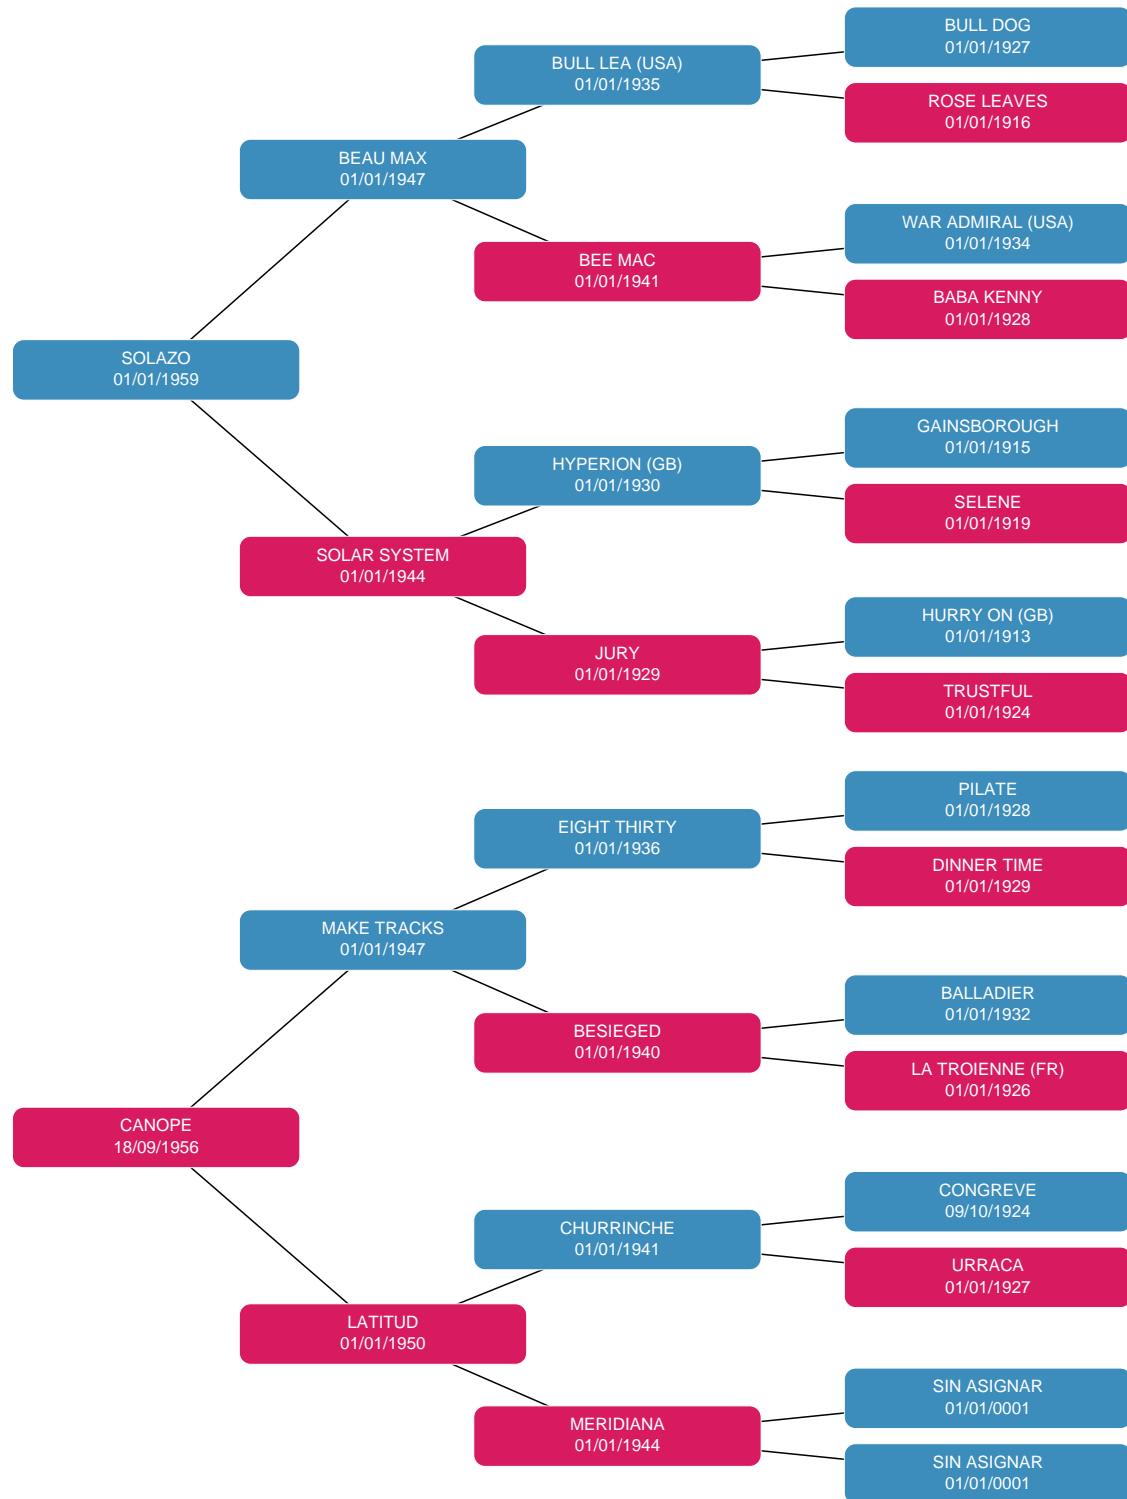 BULL DOG
01/01/1927
BULL LEA (USA)
01/01/1935
ROSE LEAVES
01/01/1916
BEAU MAX
01/01/1947
WAR ADMIRAL (USA)
01/01/1934
BEE MAC
01/01/1941
BABA KENNY
01/01/1928
SOLAZO
01/01/1959
GAINSBOROUGH
01/01/1915
HYPERION (GB)
01/01/1930
SELENE
01/01/1919
SOLAR SYSTEM
01/01/1944
HURRY ON (GB)
01/01/1913
JURY
01/01/1929
TRUSTFUL
01/01/1924
PILATE
01/01/1928
EIGHT THIRTY
01/01/1936
DINNER TIME
01/01/1929
MAKE TRACKS
01/01/1947
BALLADIER
01/01/1932
BESIEGED
01/01/1940
LA TROIENNE (FR)
01/01/1926
CANOPE
18/09/1956
CONGREVE
09/10/1924
CHURRINCHE
01/01/1941
URRACA
01/01/1927
LATITUD
01/01/1950
SIN ASIGNAR
01/01/0001
MERIDIANA
01/01/1944
SIN ASIGNAR
01/01/0001